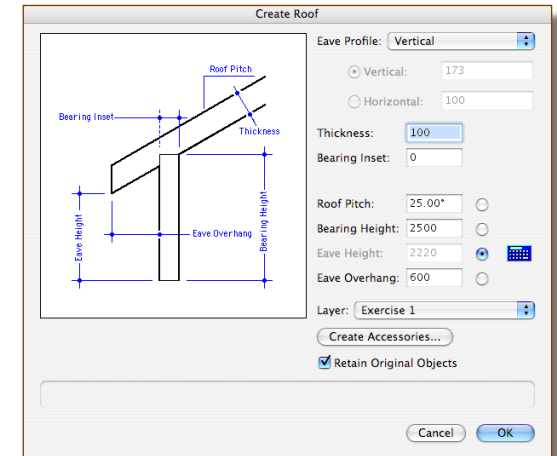 Create Roof
Roof Pitch
Bearing Inset
Thickness
Eave Height
Eave Overhang
Bearing Height
Eave Profile: Vertical
Vertical: 173
Horizontal: 100
Thickness: 100
Bearing Inset: 0
Roof Pitch: 25.00°
Bearing Height: 2500
Eave Height: 2220
Eave Overhang: 600
Layer: Exercise 1
Create Accessories...
Retain Original Objects
Cancel OK